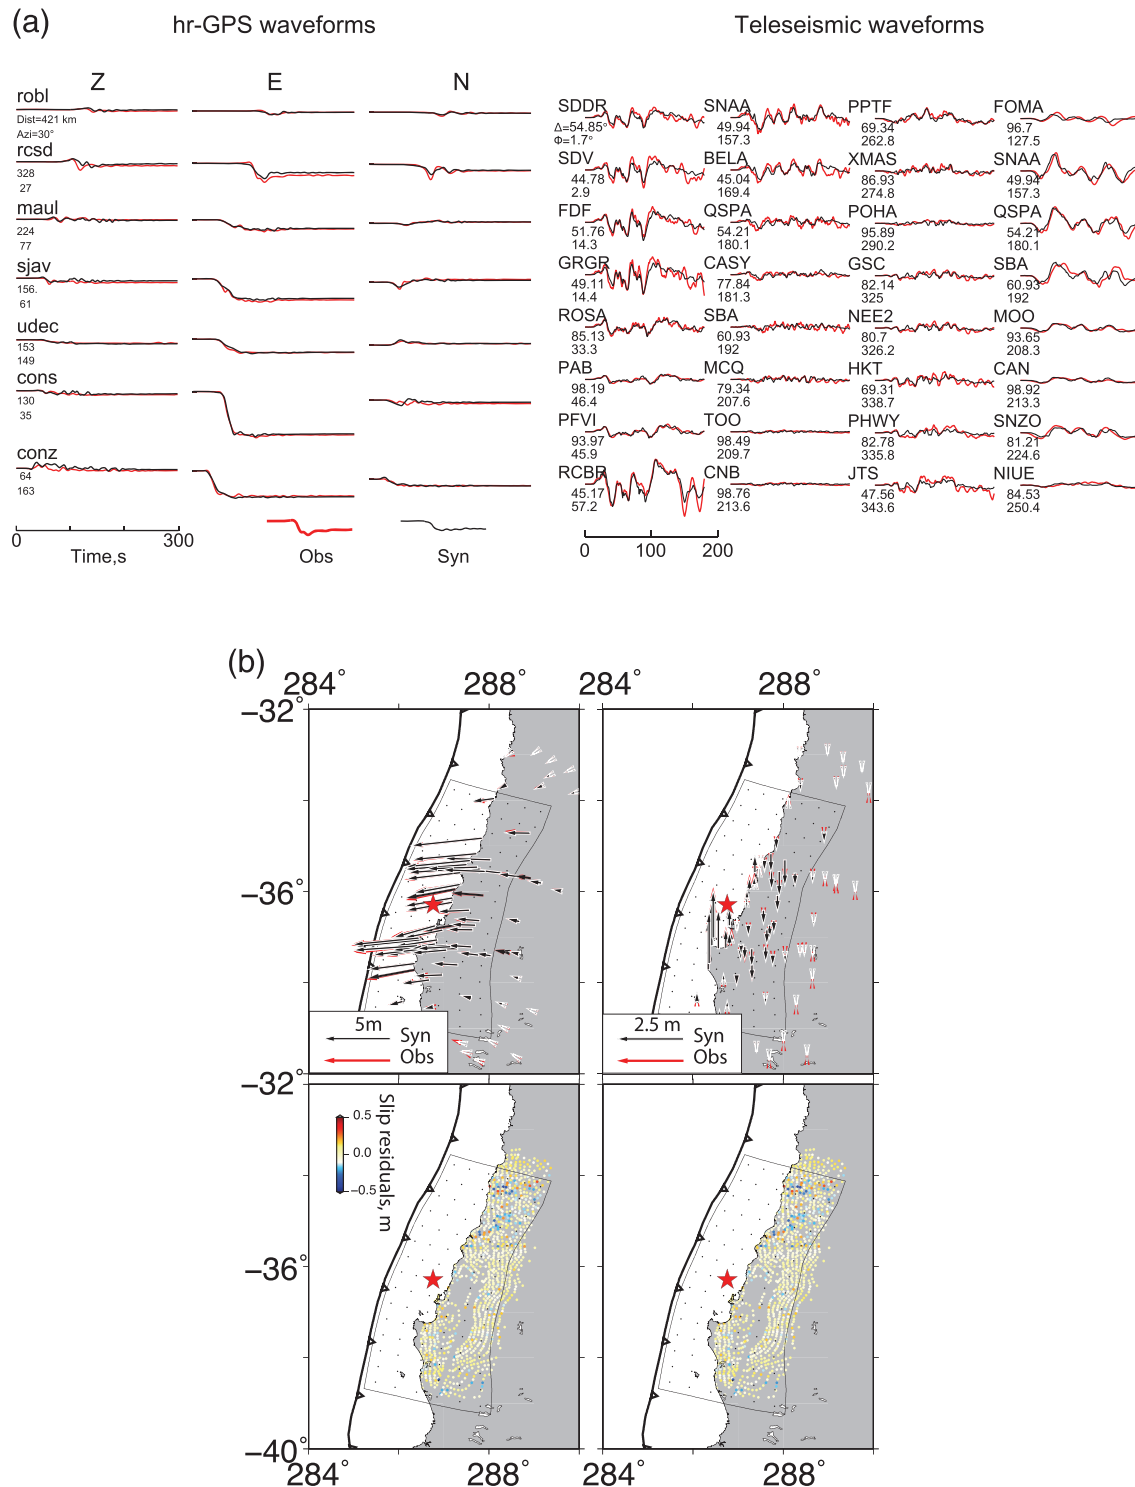 (a)
hr-GPS waveforms
Teleseismic waveforms
Z
E
N
robl
Dist=421 km
Azi=30°
rcsd
328
27
maul
224
77
sjav
156.
61
udec
153
149
cons
130
35
conz
64
163
0
300
Time,s
Obs
Syn
SDDR
Δ=54.85°
Φ=1.7°
SDV
44.78
2.9
FDF
51.76
14.3
GRGR
49.11
14.4
ROSA
85.13
33.3
PAB
98.19
46.4
PFVI
93.97
45.9
RCBR
45.17
57.2
SNAA
49.94
157.3
BELA
45.04
169.4
QSPA
54.21
180.1
CASY
77.84
181.3
SBA
60.93
192
MCQ
79.34
207.6
TOO
98.49
209.7
CNB
98.76
213.6
PPTF
69.34
262.8
XMAS
86.93
274.8
POHA
95.89
290.2
GSC
82.14
325
NEE2
80.7
326.2
HKT
69.31
338.7
PHWY
82.78
335.8
JTS
47.56
343.6
FOMA
96.7
127.5
SNAA
49.94
157.3
QSPA
54.21
180.1
SBA
60.93
192
MOO
93.65
208.3
CAN
98.92
213.3
SNZO
81.21
224.6
NIUE
84.53
250.4
0 100 200
(b)
284° 288° 284° 288°
−32°
−36°
5m
Syn
Obs
2.5 m
Syn
Obs
−32°
0.5
0.0
−0.5
Slip residuals, m
−36°
−40°
284° 288° 284° 288°